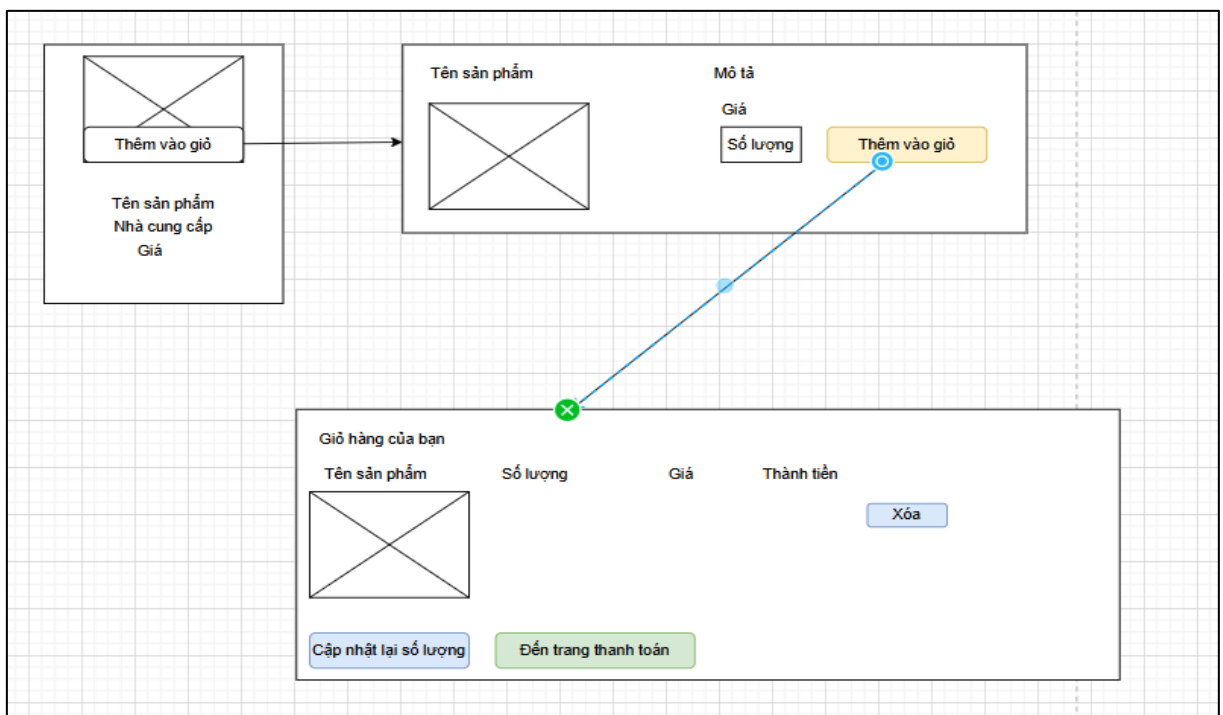 Thêm vào giỏ
Tên sản phẩm
Nhà cung cấp
Giá
Tên sản phẩm
Mô tả
Giá
Số lượng
Thêm vào giỏ
Giỏ hàng của bạn
Tên sản phẩm
Số lượng
Giá
Thành tiền
Xóa
Cập nhật lại số lượng
Đến trang thanh toán